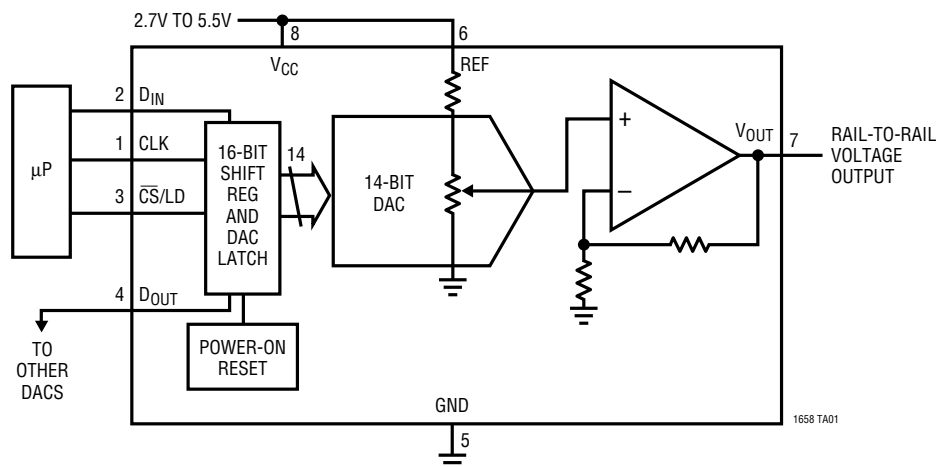 2.7V TO 5.5V
8
6
VCC
REF
μP
2 DIN
1 CLK
3 C̅S̅/LD
4 DOUT
16-BIT
SHIFT
REG
AND
DAC
LATCH
14
14-BIT
DAC
+
−
VOUT
7
RAIL-TO-RAIL
VOLTAGE
OUTPUT
TO
OTHER
DACS
POWER-ON
RESET
GND
5
1658 TA01